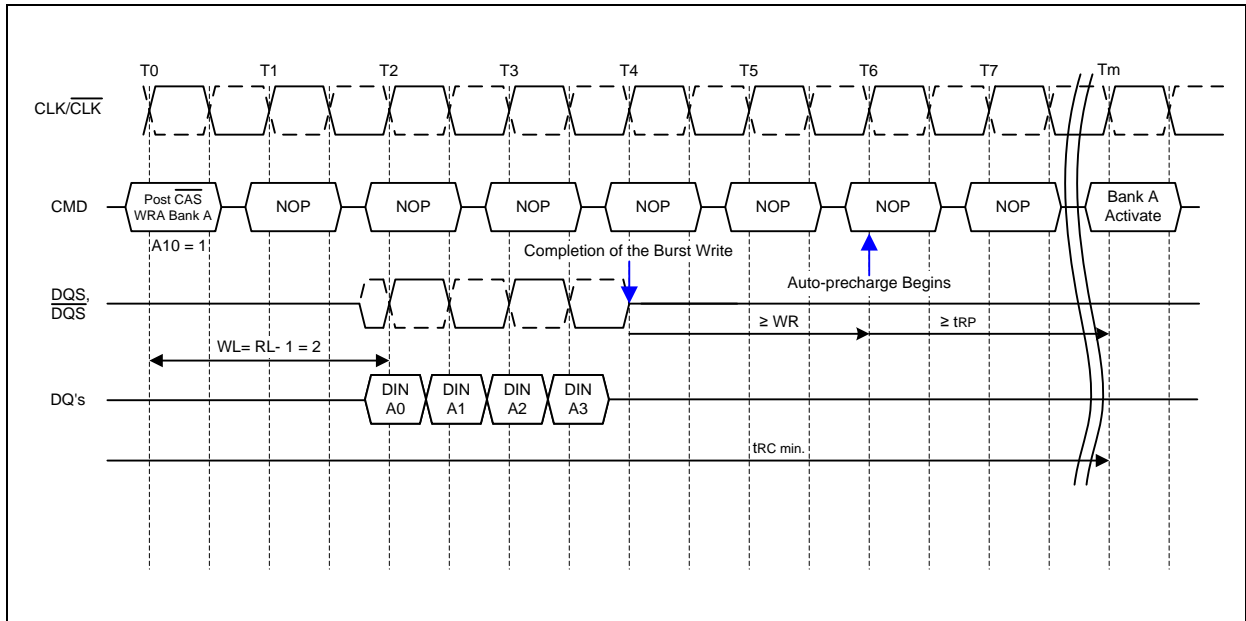 T0 T1 T2 T3 T4 T5 T6 T7 Tm
CLK/CLK
CMD
Post CAS
WRA Bank A
NOP NOP NOP NOP NOP NOP NOP
Bank A
Activate
A10 = 1
Completion of the Burst Write
Auto-precharge Begins
DQS,
DQS
≥ WR
≥ tRP
WL= RL- 1 = 2
DQ's
DIN
A0
DIN
A1
DIN
A2
DIN
A3
tRC min.